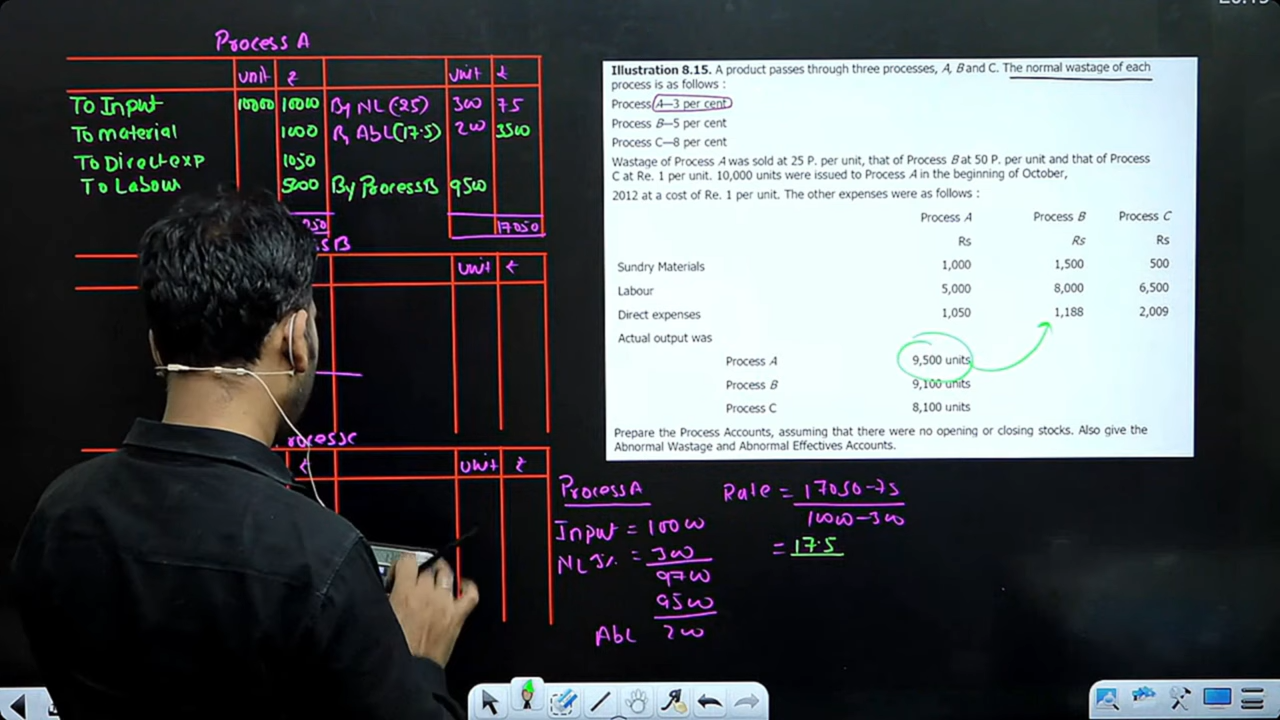 Process A
unit ₹ unit ₹
To Input 10000 10000 By NL (25) 300 75
To material 1000 By AbL (17.5) 200 3500
To Direct exp 1050
To Labour 5000 By Process B 9500
17050
B
unit ₹
rocess C
₹ unit ₹
Illustration 8.15. A product passes through three processes, A, B and C. The normal wastage of each
process is as follows :
Process A—3 per cent
Process B—5 per cent
Process C—8 per cent
Wastage of Process A was sold at 25 P. per unit, that of Process B at 50 P. per unit and that of Process
C at Re. 1 per unit. 10,000 units were issued to Process A in the beginning of October,
2012 at a cost of Re. 1 per unit. The other expenses were as follows :
Process A Process B Process C
Rs Rs Rs
Sundry Materials 1,000 1,500 500
Labour 5,000 8,000 6,500
Direct expenses 1,050 1,188 2,009
Actual output was
Process A 9,500 units
Process B 9,100 units
Process C 8,100 units
Prepare the Process Accounts, assuming that there were no opening or closing stocks. Also give the
Abnormal Wastage and Abnormal Effectives Accounts.
Process A
Input = 10000
NL 3% = 300
9700
9500
AbL 200
Rate = 17050-75
10000-300
= 17.5